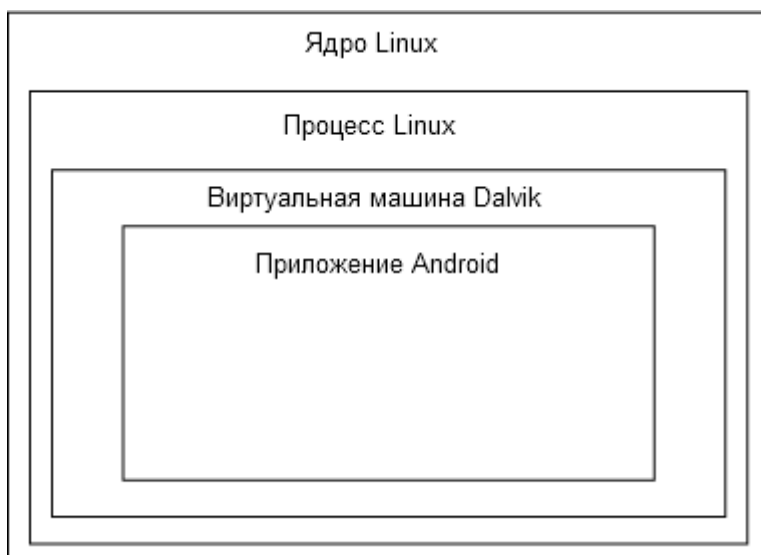 Ядро Linux
Процесс Linux
Виртуальная машина Dalvik
Приложение Android